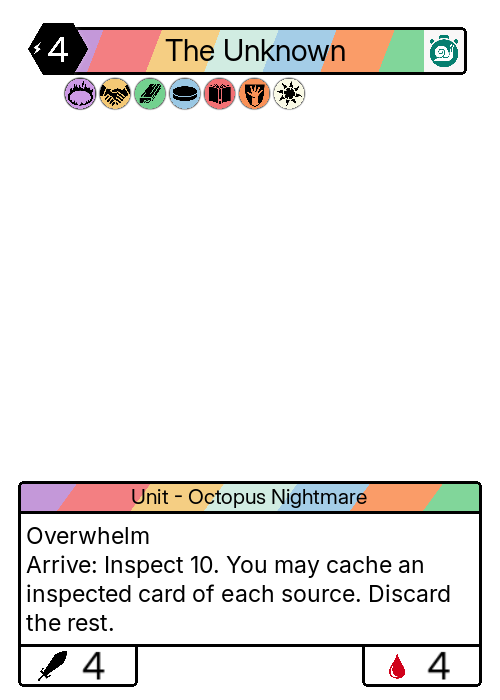 4 The Unknown
Unit - Octopus Nightmare
Overwhelm
Arrive: Inspect 10. You may cache an
inspected card of each source. Discard
the rest.
4 4